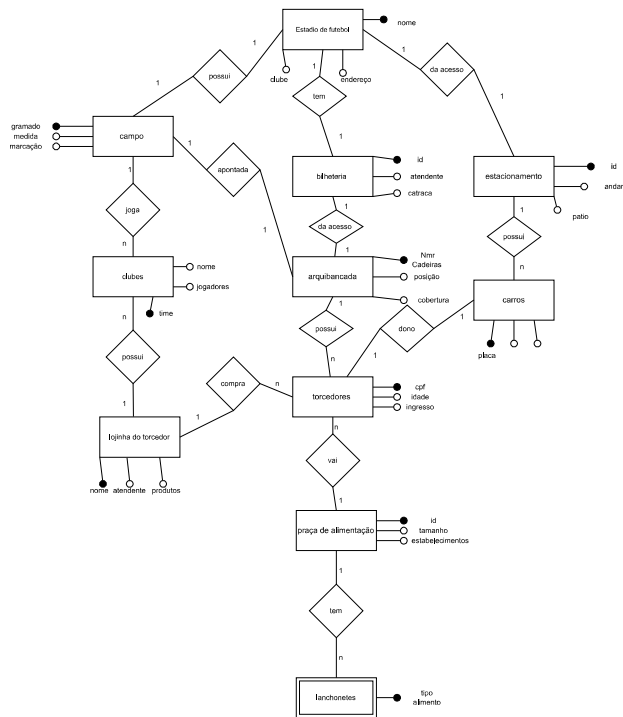 nome
Estadio de futebol
1
1
1
possui
clube
endereço
da acesso
1
tem
1
1
gramado
medida
marcação
campo
1
1
1
apontada
bilheteria
id
atendente
catraca
estacionamento
id
andar
patio
joga
1
da acesso
1
1
possui
1
n
n
clubes
nome
jogadores
time
arquibancada
Nmr
Cadeiras
posição
cobertura
carros
placa
n
1
possui
n
dono
1
1
possui
compra
n
1
1
torcedores
cpf
idade
ingresso
lojinha do torcedor
nome
atendente
produtos
n
vai
1
praça de alimentação
id
tamanho
estabelecimentos
1
tem
n
lanchonetes
tipo
alimento